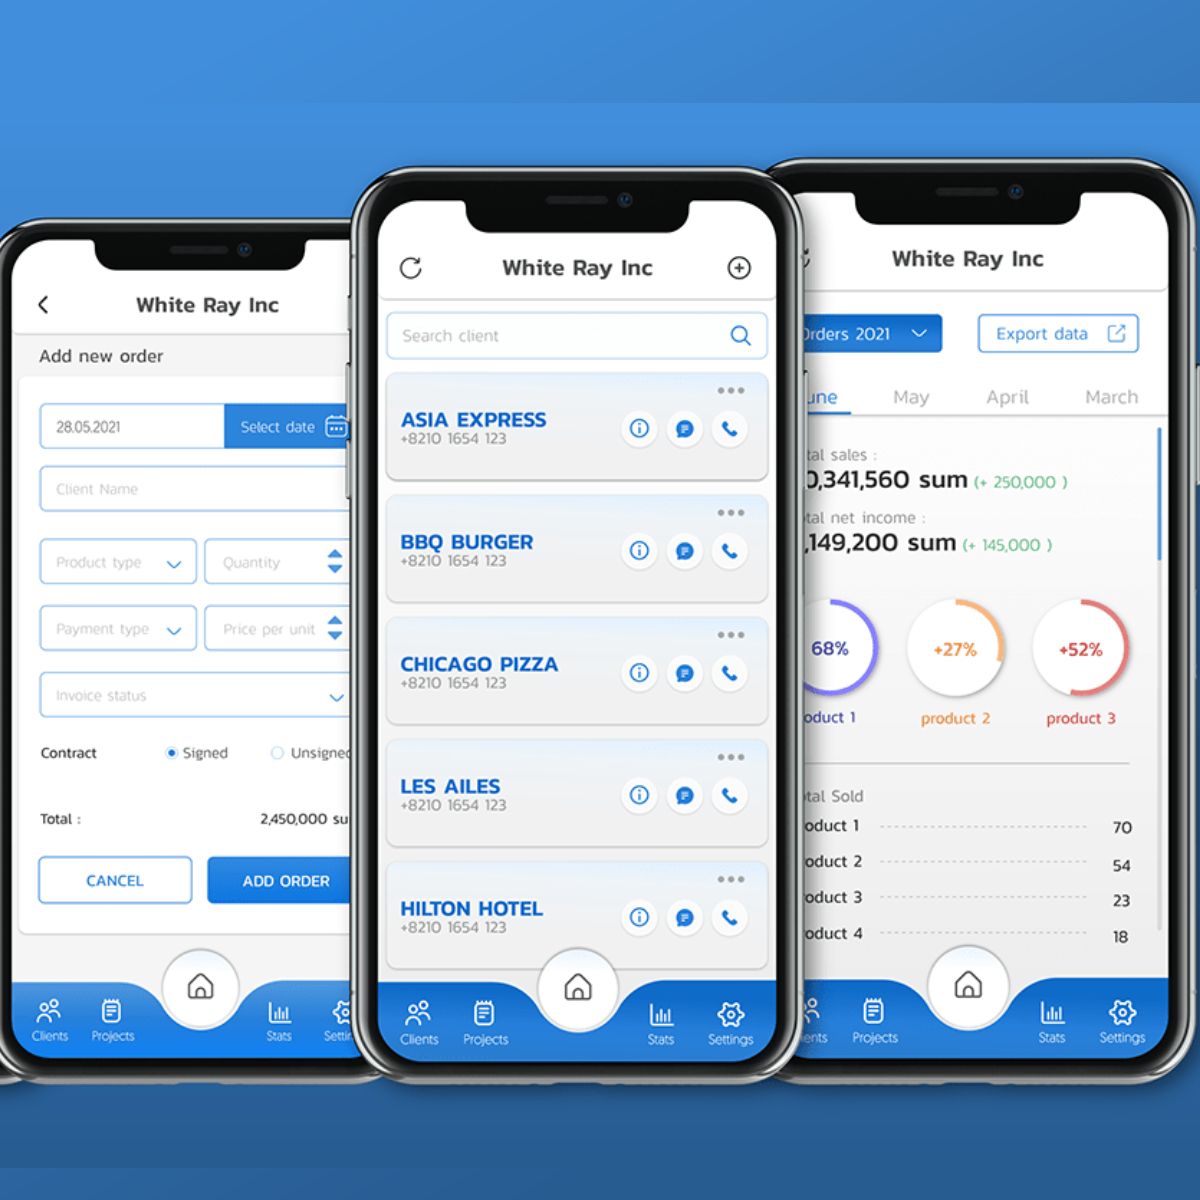 White Ray Inc
Add new order
28.05.2021
Select date
Client Name
Product type
Quantity
Payment type
Price per unit
Invoice status
Contract
Signed
Unsigned
Total :
2,450,000 su
CANCEL
ADD ORDER
Clients
Projects
Stats
Settin
White Ray Inc
Search client
ASIA EXPRESS
+8210 1654 123
BBQ BURGER
+8210 1654 123
CHICAGO PIZZA
+8210 1654 123
LES AILES
+8210 1654 123
HILTON HOTEL
+8210 1654 123
Clients
Projects
Stats
Settings
White Ray Inc
Orders 2021
Export data
une
May
April
March
tal sales :
0,341,560 sum (+ 250,000 )
tal net income :
,149,200 sum (+ 145,000 )
68%
+27%
+52%
oduct 1
product 2
product 3
tal Sold
oduct 1
70
oduct 2
54
oduct 3
23
oduct 4
18
ents
Projects
Stats
Settings